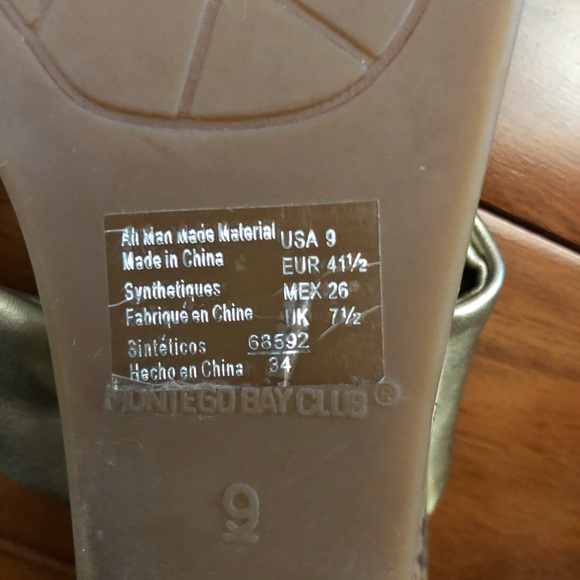 All Man Made Material USA 9
Made in China EUR 41½
Synthetiques MEX 26
Fabriqué en Chine UK 7½
Sintéticos 68592
Hecho en China 34
MONTEGO BAY CLUB ®
9